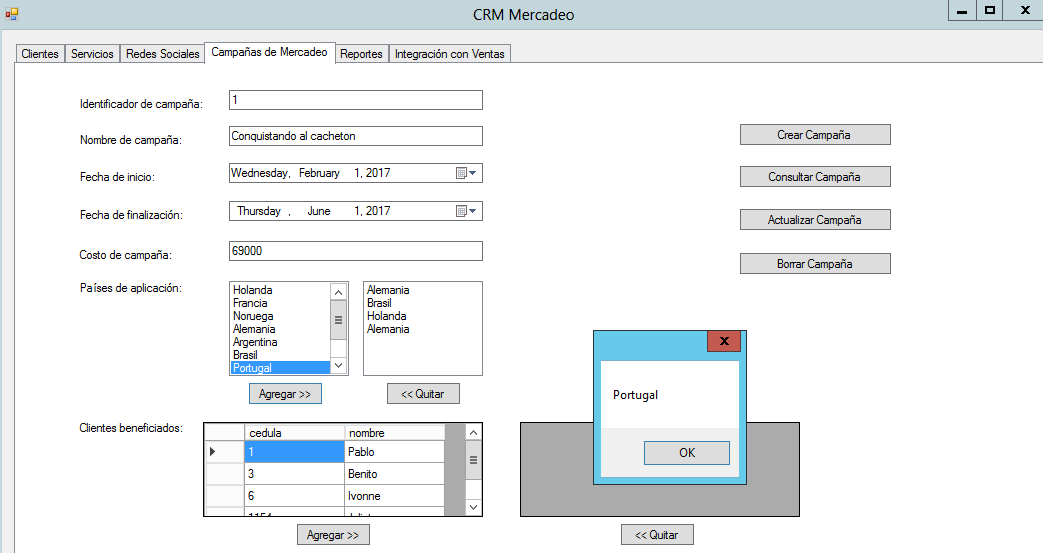 CRM Mercadeo
Clientes Servicios Redes Sociales Campañas de Mercadeo Reportes Integración con Ventas
Identificador de campaña: 1
Nombre de campaña: Conquistando al cacheton
Fecha de inicio: Wednesday, February 1, 2017
Fecha de finalización: Thursday , June 1, 2017
Costo de campaña: 69000
Crear Campaña
Consultar Campaña
Actualizar Campaña
Borrar Campaña
Países de aplicación:
Holanda
Francia
Noruega
Alemania
Argentina
Brasil
Portugal
Alemania
Brasil
Holanda
Alemania
Agregar >> << Quitar
Portugal
OK
Clientes beneficiados:
cedula nombre
1 Pablo
3 Benito
6 Ivonne
Agregar >> << Quitar